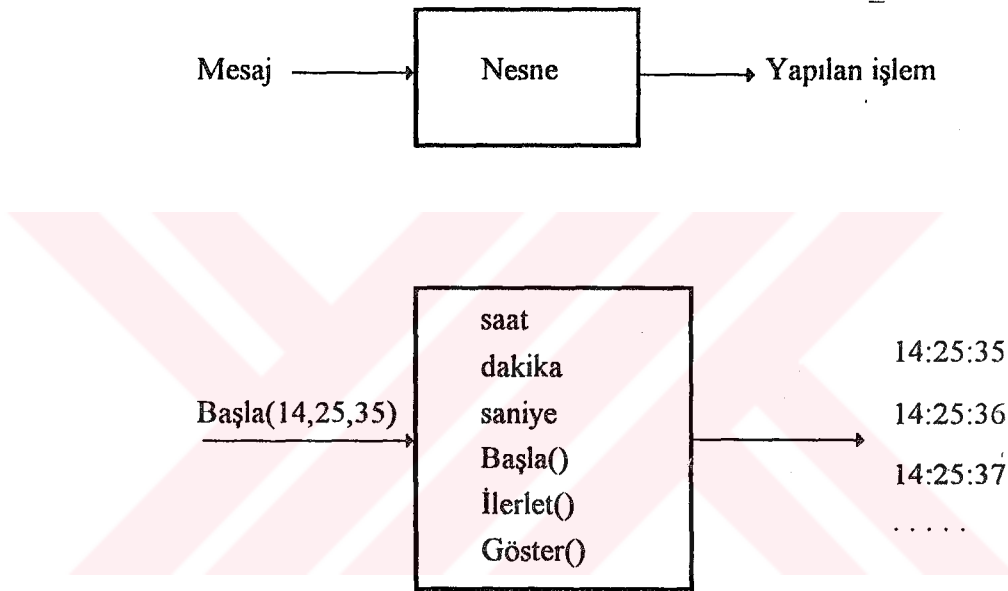 Mesaj Nesne Yapılan işlem
saat
dakika
saniye
Başla()
İlerlet()
Göster()
Başla(14,25,35)
14:25:35
14:25:36
14:25:37
. . . . .